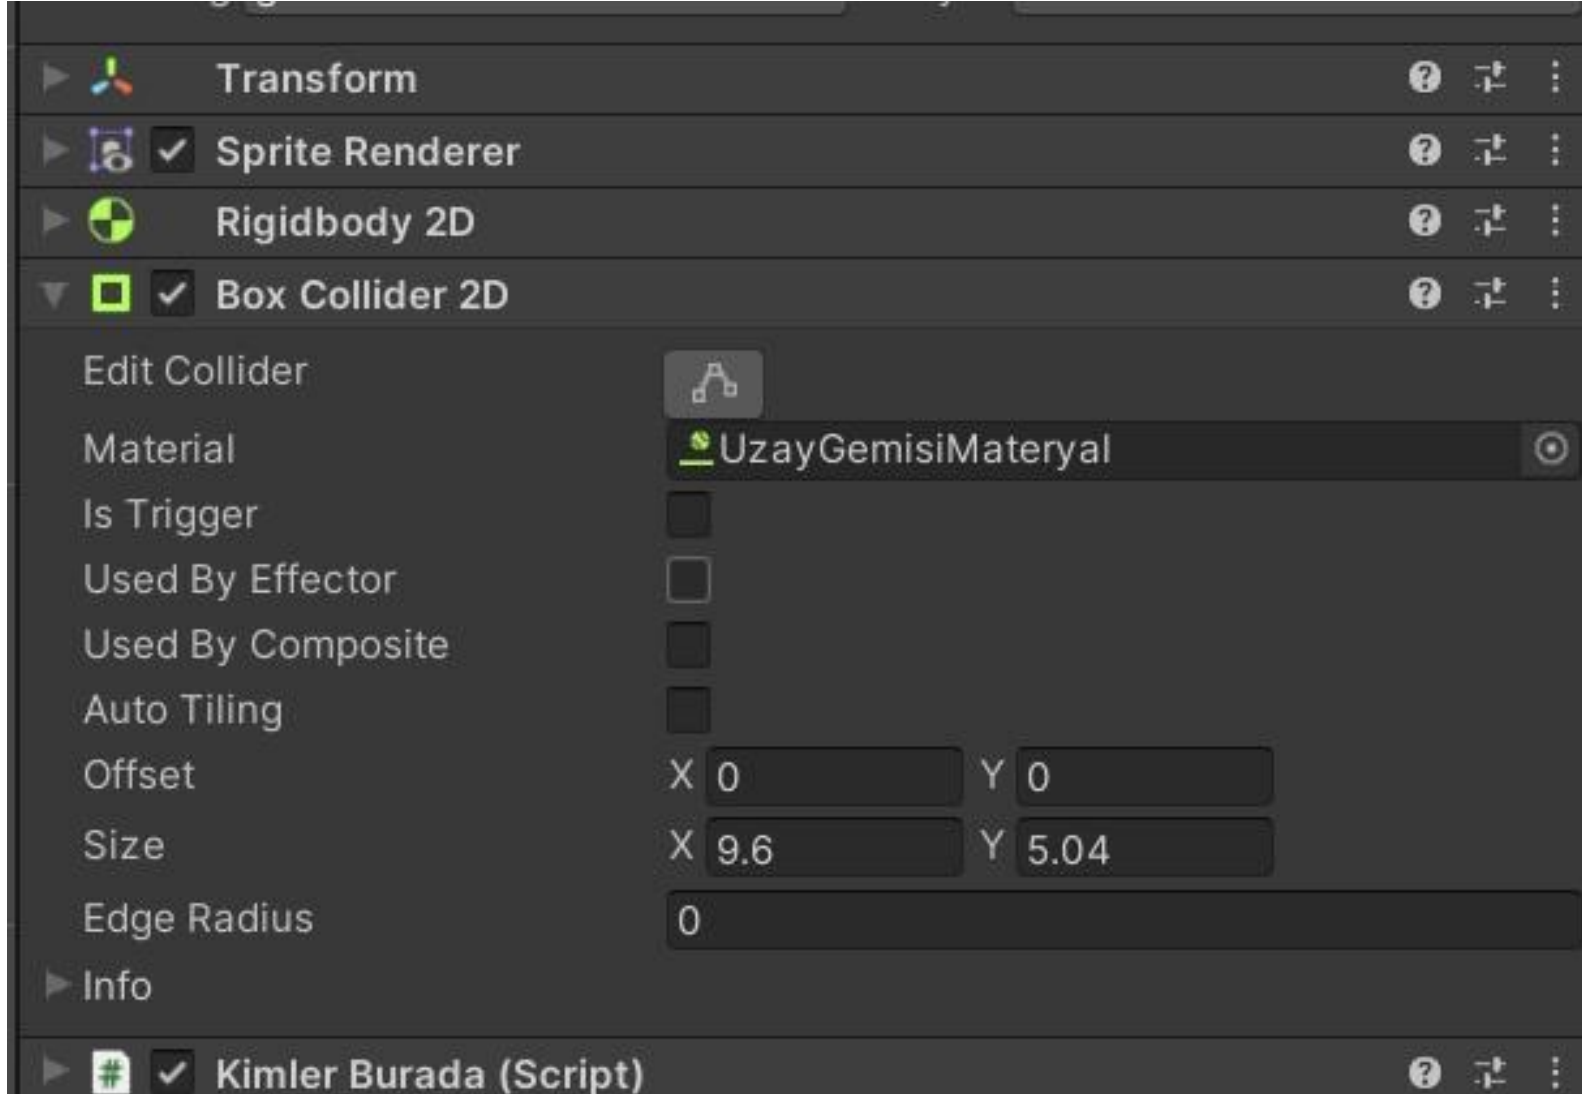 Transform
Sprite Renderer
Rigidbody 2D
Box Collider 2D
Edit Collider
Material UzayGemisiMateryal
Is Trigger
Used By Effector
Used By Composite
Auto Tiling
Offset X 0 Y 0
Size X 9.6 Y 5.04
Edge Radius 0
Info
# Kimler Burada (Script)